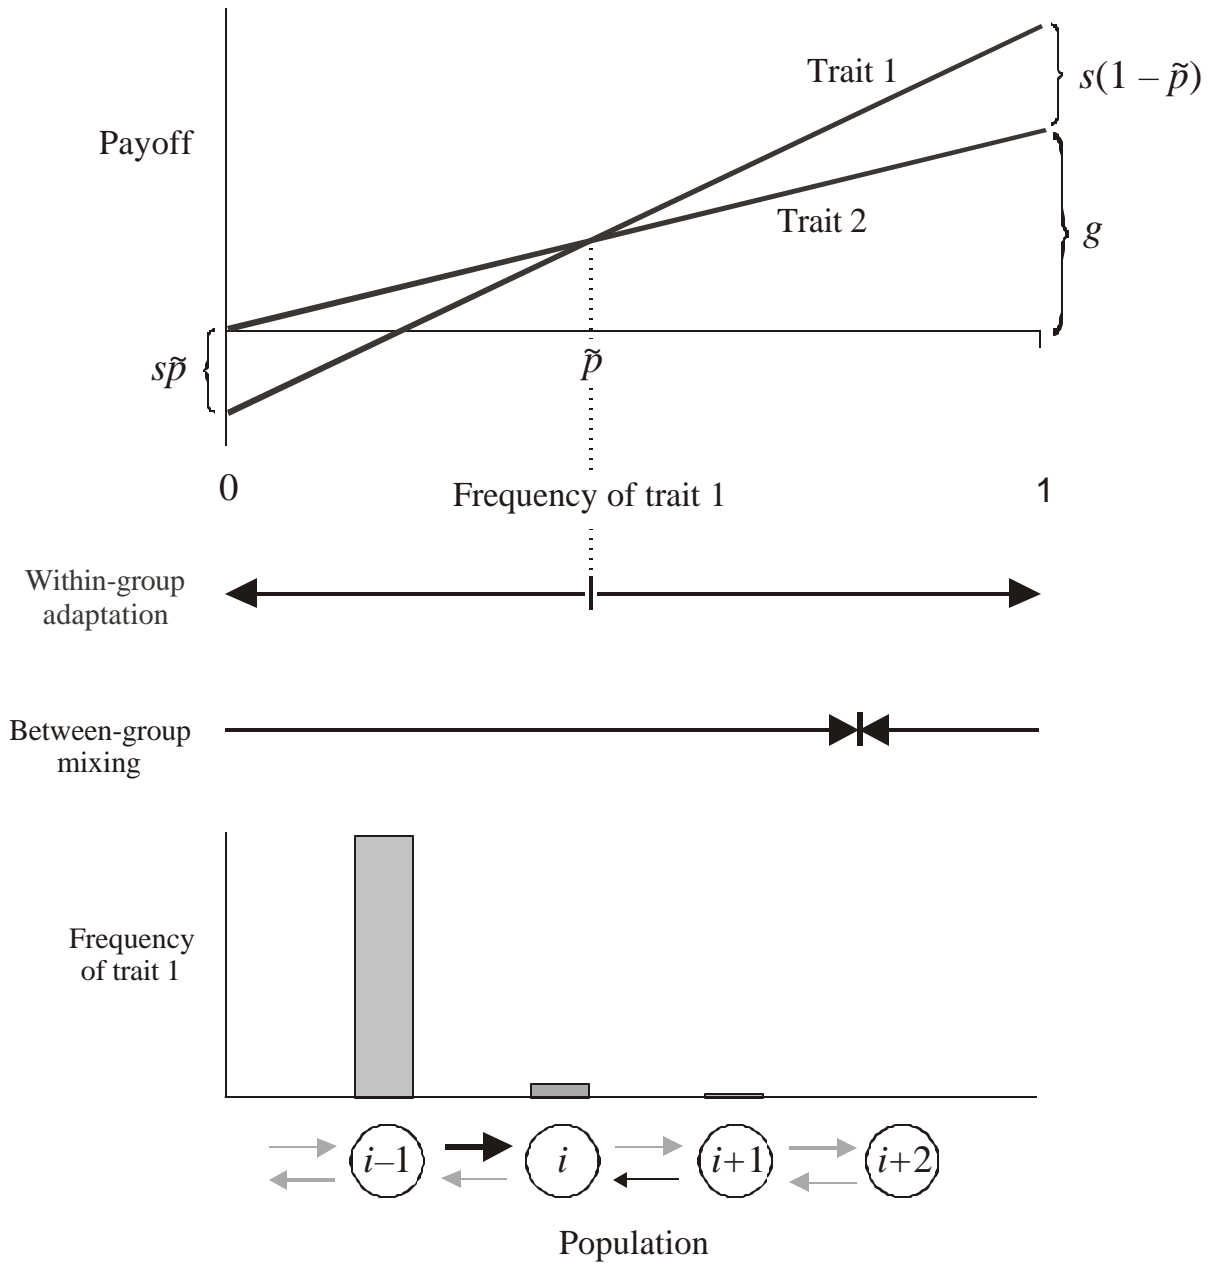 Trait 1
s(1 – p̃)
Payoff
Trait 2
g
sp̃
p̃
0
Frequency of trait 1
1
Within-group
adaptation
Between-group
mixing
Frequency
of trait 1
i–1
i
i+1
i+2
Population